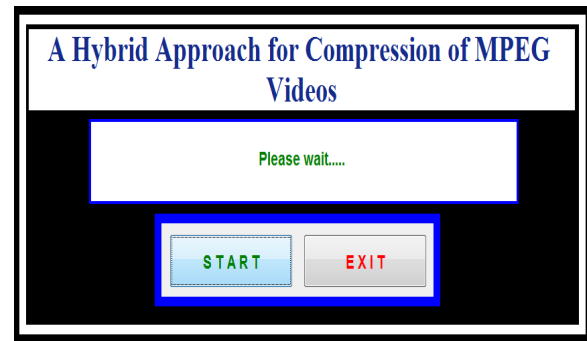 A Hybrid Approach for Compression of MPEG
Videos
Please wait.....
START
EXIT